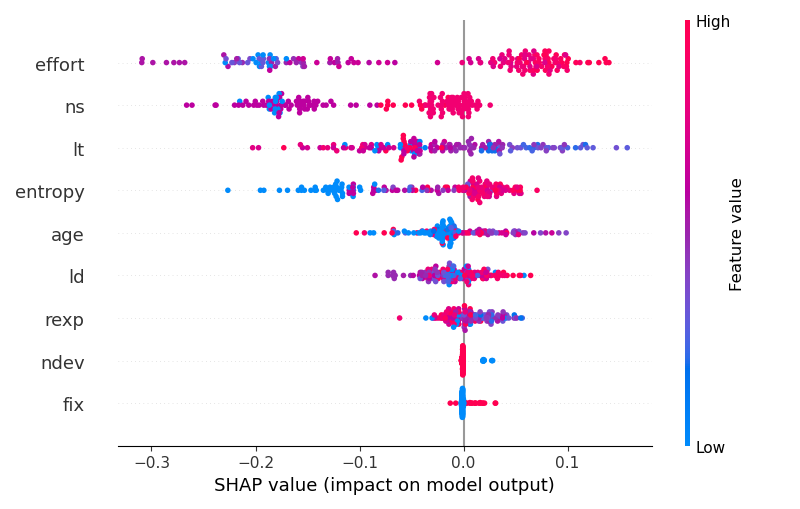 High
effort
ns
lt
entropy
age
ld
rexp
ndev
fix
Feature value
Low
−0.3 −0.2 −0.1 0.0 0.1
SHAP value (impact on model output)